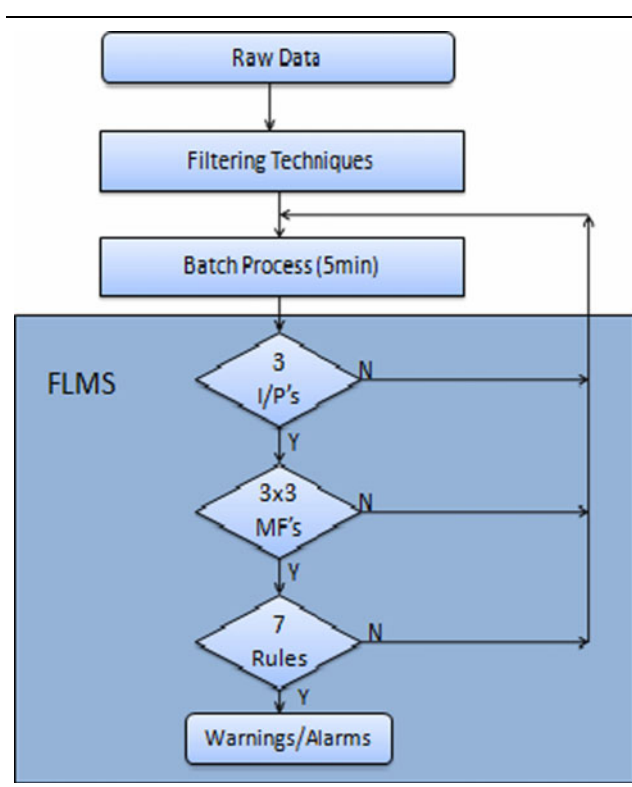 Raw Data
Filtering Techniques
Batch Process (5min)
FLMS
3
I/P's
N
Y
3x3
MF's
N
Y
7
Rules
N
Y
Warnings/Alarms